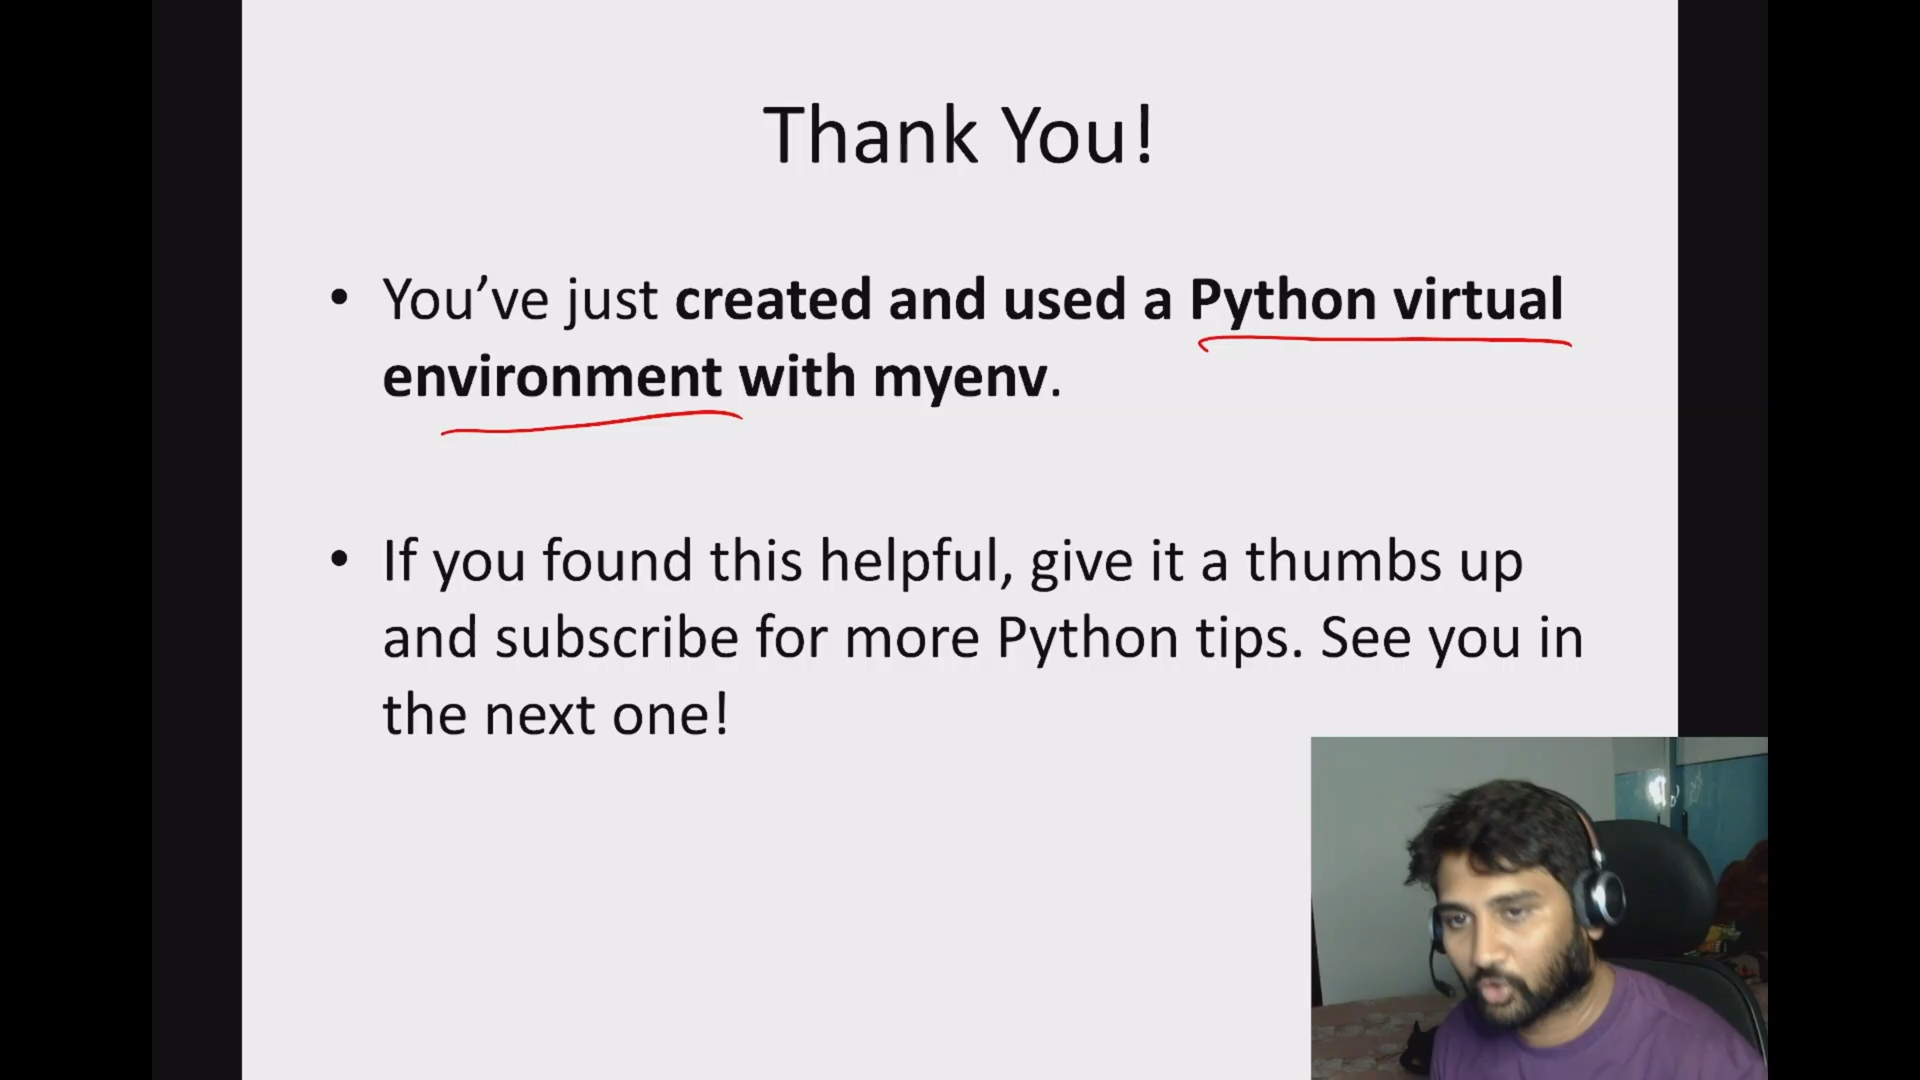 Thank You!
• You’ve just created and used a Python virtual
environment with myenv.
• If you found this helpful, give it a thumbs up
and subscribe for more Python tips. See you in
the next one!